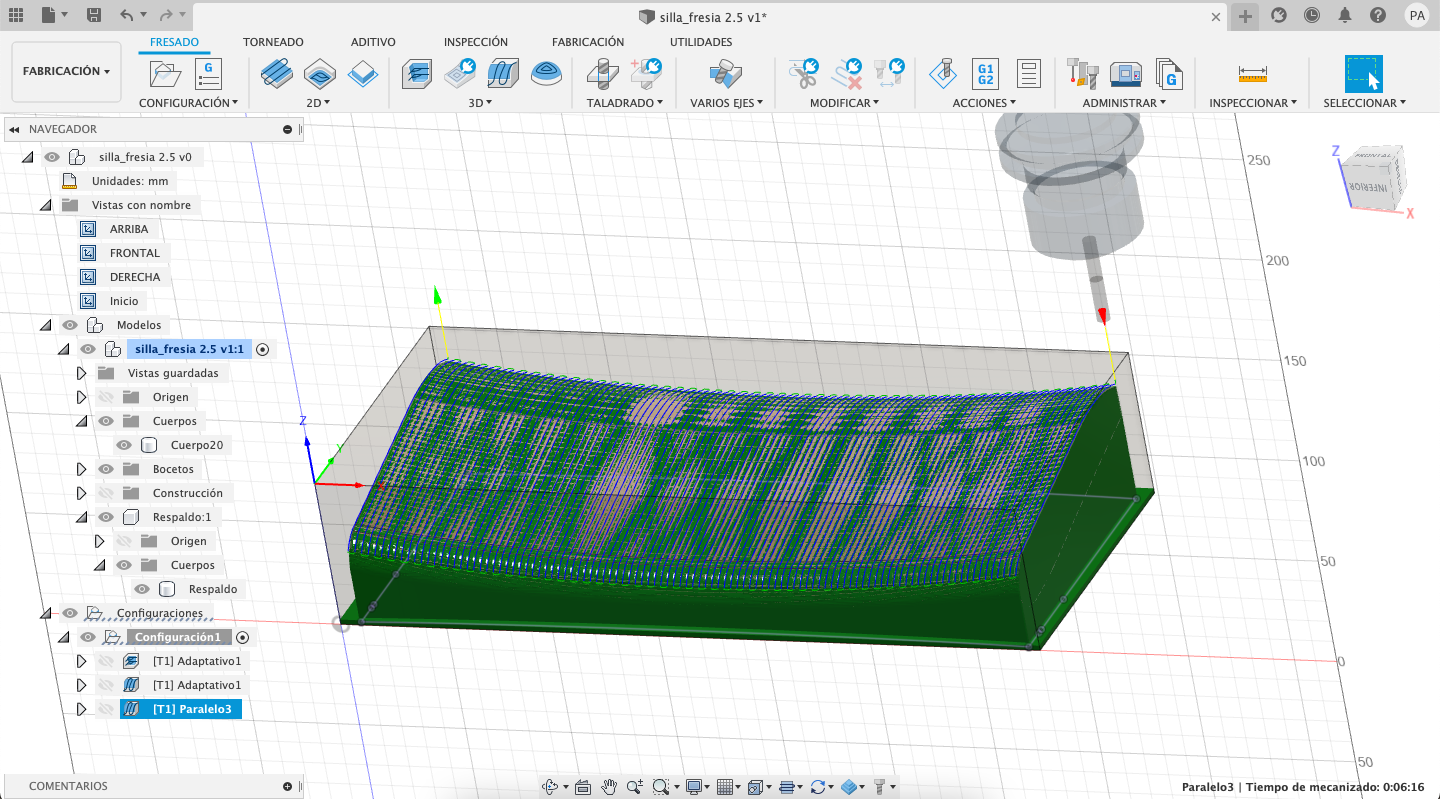 silla_fresia 2.5 v1*
PA
FABRICACIÓN
FRESADO
TORNEADO
ADITIVO
INSPECCIÓN
FABRICACIÓN
UTILIDADES
G
G1
G2
G
CONFIGURACIÓN
2D
3D
TALADRADO
VARIOS EJES
MODIFICAR
ACCIONES
ADMINISTRAR
INSPECCIONAR
SELECCIONAR
NAVEGADOR
silla_fresia 2.5 v0
Unidades: mm
Vistas con nombre
ARRIBA
FRONTAL
DERECHA
Inicio
Modelos
silla_fresia 2.5 v1:1
Vistas guardadas
Origen
Cuerpos
Cuerpo20
Bocetos
Construcción
Respaldo:1
Origen
Cuerpos
Respaldo
Configuraciones
Configuración1
[T1] Adaptativo1
[T1] Adaptativo1
[T1] Paralelo3
250
200
150
100
50
0
50
Z
Y
X
Z
FRONTAL
INFERIOR
X
COMENTARIOS
Paralelo3 | Tiempo de mecanizado: 0:06:16